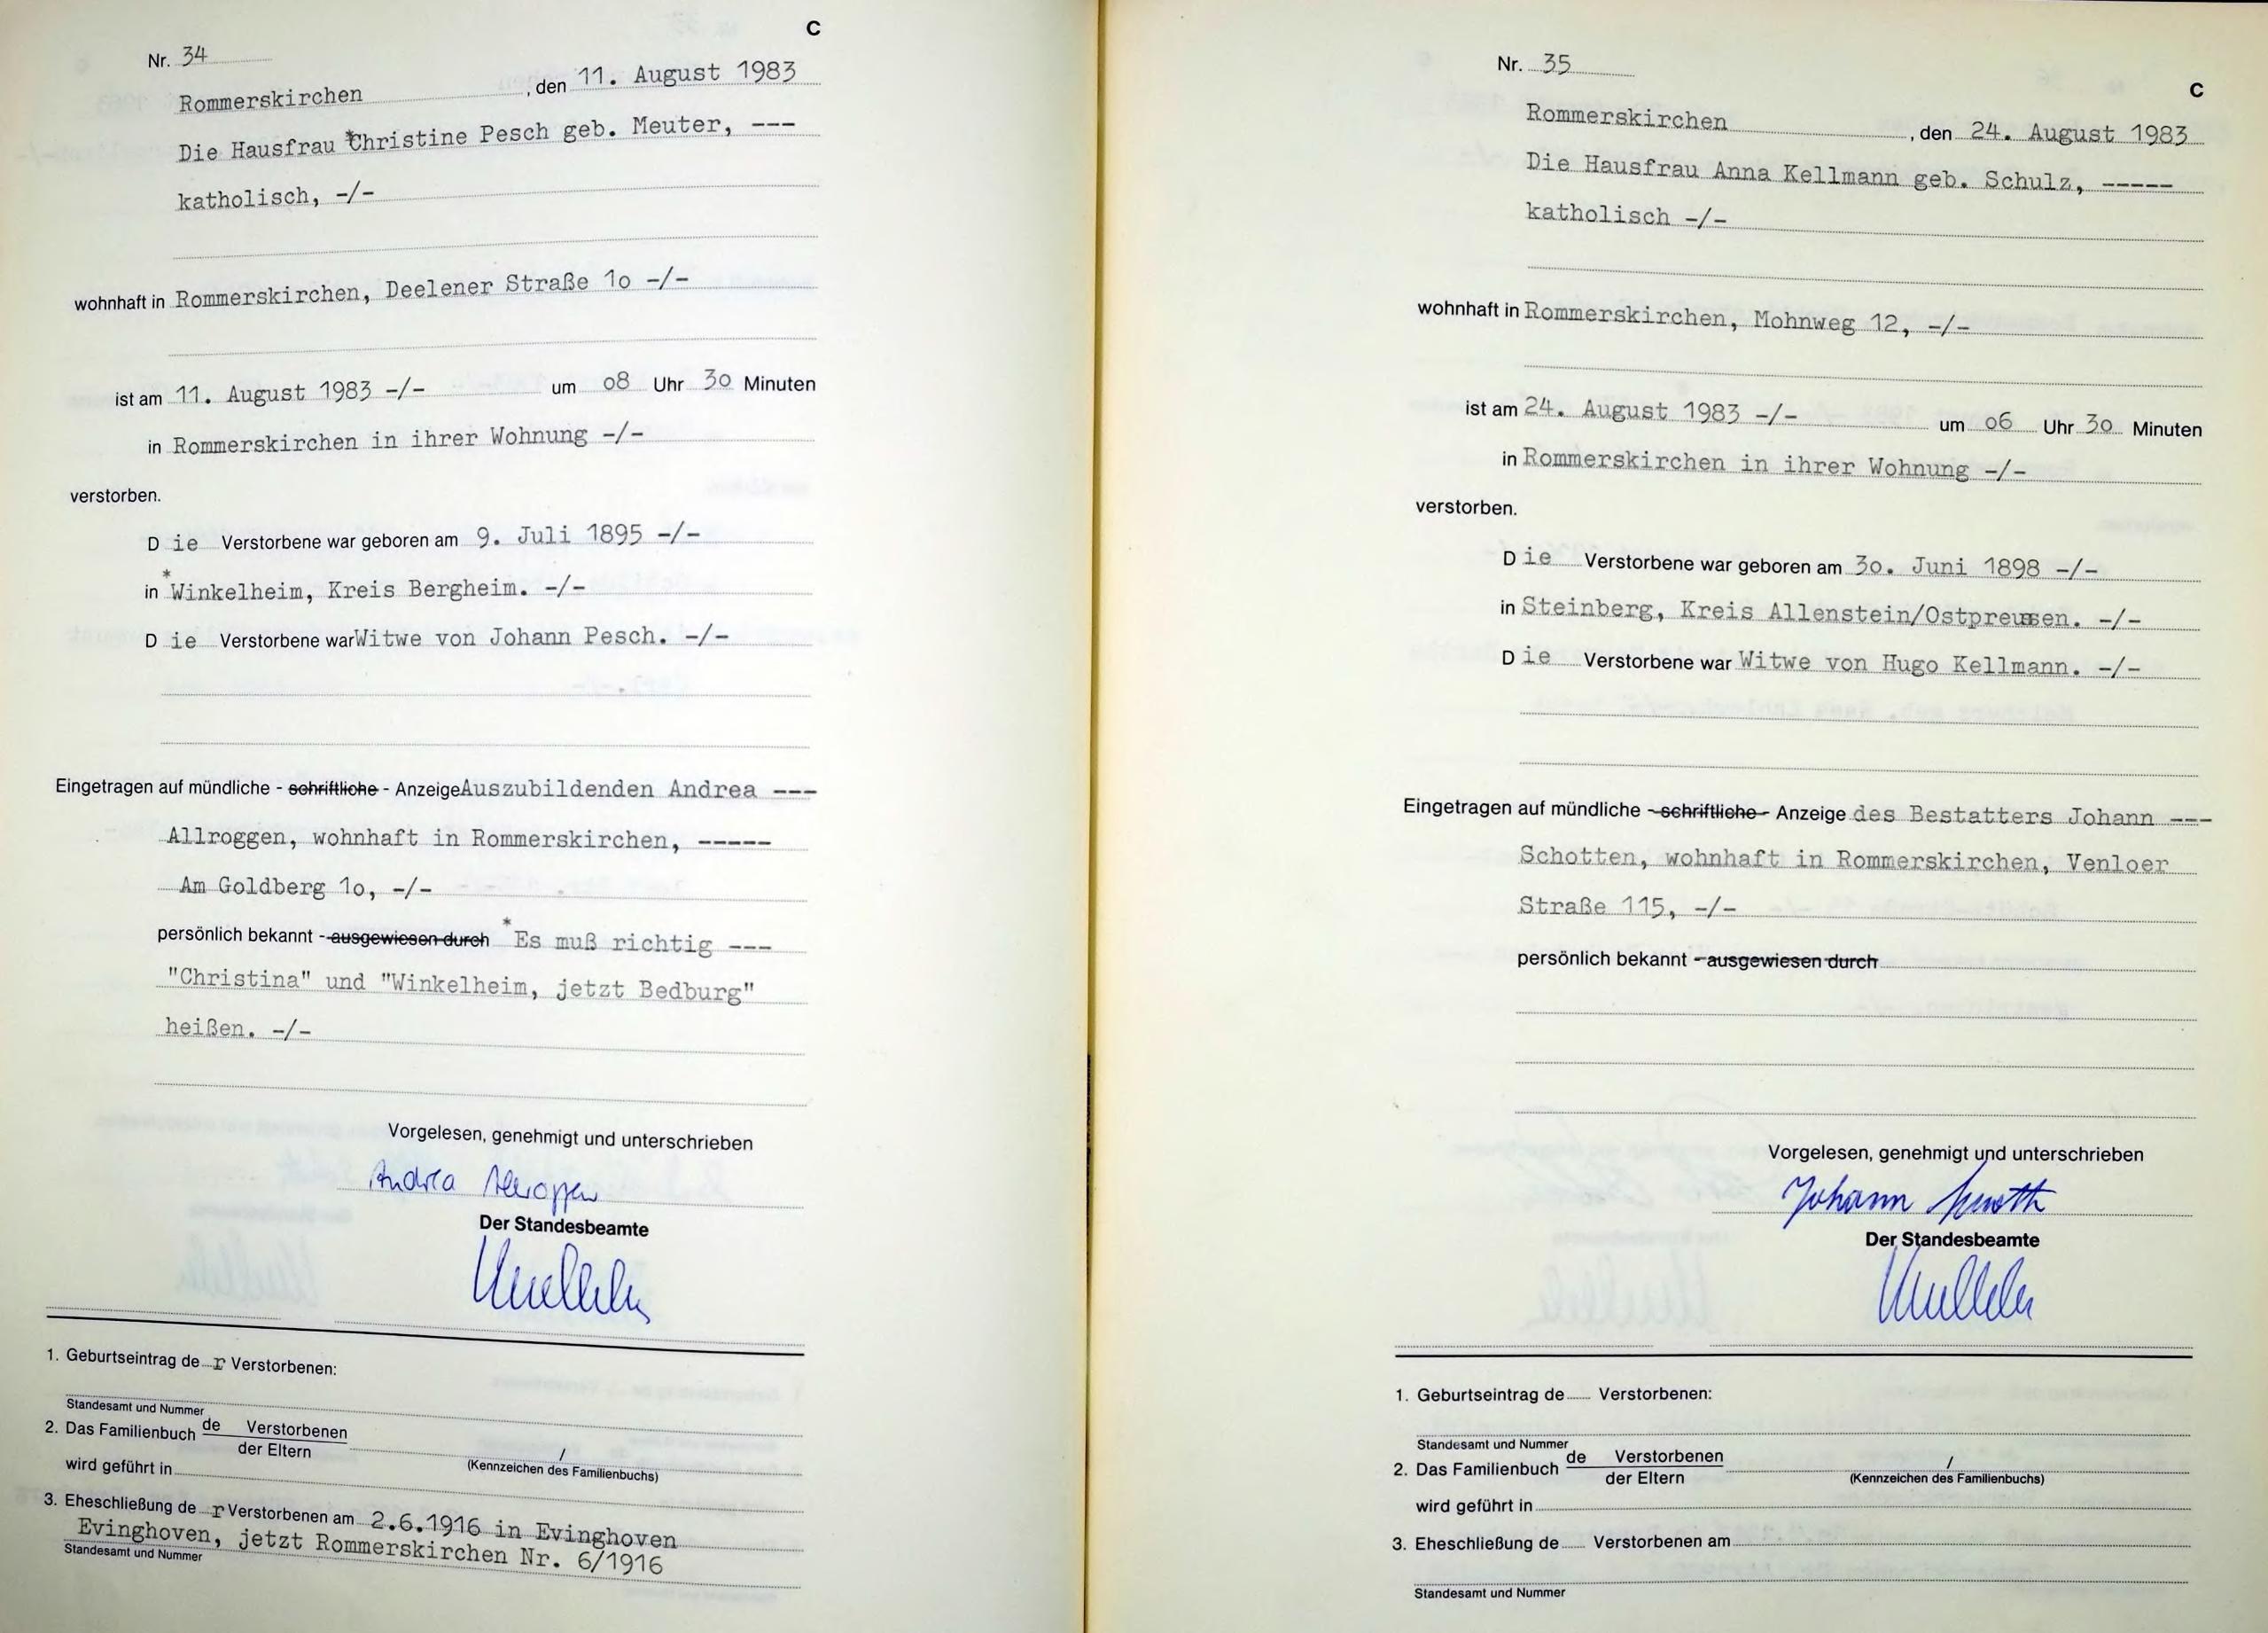 C
Nr. 34
Rommerskirchen, den 11. August 1983
Die Hausfrau *Christine Pesch geb. Meuter, ---
katholisch, -/-
wohnhaft in Rommerskirchen, Deelener Straße 1o -/-
ist am 11. August 1983 -/- um o8 Uhr 3o Minuten
in Rommerskirchen in ihrer Wohnung -/-
verstorben.
Die Verstorbene war geboren am 9. Juli 1895 -/-
in *Winkelheim, Kreis Bergheim. -/-
Die Verstorbene war Witwe von Johann Pesch. -/-
Eingetragen auf mündliche - schriftliche - Anzeige Auszubildenden Andrea ---
Allroggen, wohnhaft in Rommerskirchen, -----
Am Goldberg 1o, -/-
persönlich bekannt - ausgewiesen durch *Es muß richtig ---
"Christina" und "Winkelheim, jetzt Bedburg"
heißen. -/-
Vorgelesen, genehmigt und unterschrieben
Andrea Allroggen
Der Standesbeamte
1. Geburtseintrag de r Verstorbenen:
Standesamt und Nummer
2. Das Familienbuch de Verstorbenen
der Eltern
/
(Kennzeichen des Familienbuchs)
wird geführt in
3. Eheschließung de r Verstorbenen am 2.6.1916 in Evinghoven
Evinghoven, jetzt Rommerskirchen Nr. 6/1916
Standesamt und Nummer
Nr. 35
C
Rommerskirchen, den 24. August 1983
Die Hausfrau Anna Kellmann geb. Schulz, -----
katholisch -/-
wohnhaft in Rommerskirchen, Mohnweg 12, -/-
ist am 24. August 1983 -/- um o6 Uhr 3o Minuten
in Rommerskirchen in ihrer Wohnung -/-
verstorben.
Die Verstorbene war geboren am 3o. Juni 1898 -/-
in Steinberg, Kreis Allenstein/Ostpreussen. -/-
Die Verstorbene war Witwe von Hugo Kellmann. -/-
Eingetragen auf mündliche - schriftliche - Anzeige des Bestatters Johann ---
Schotten, wohnhaft in Rommerskirchen, Venloer
Straße 115, -/-
persönlich bekannt - ausgewiesen durch
Vorgelesen, genehmigt und unterschrieben
Johann
Der Standesbeamte
1. Geburtseintrag de Verstorbenen:
Standesamt und Nummer
2. Das Familienbuch de Verstorbenen
der Eltern
/
(Kennzeichen des Familienbuchs)
wird geführt in
3. Eheschließung de Verstorbenen am
Standesamt und Nummer